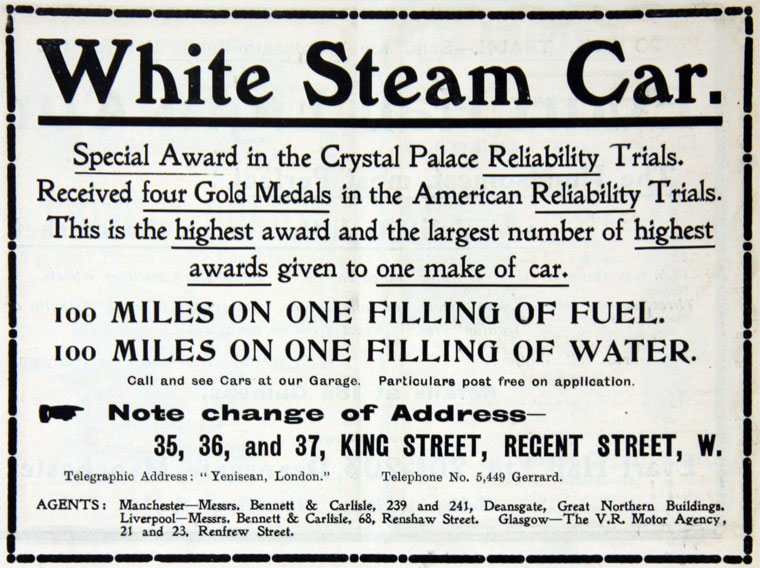 White Steam Car.
Special Award in the Crystal Palace Reliability Trials.
Received four Gold Medals in the American Reliability Trials.
This is the highest award and the largest number of highest
awards given to one make of car.
100 MILES ON ONE FILLING OF FUEL.
100 MILES ON ONE FILLING OF WATER.
Call and see Cars at our Garage. Particulars post free on application.
Note change of Address—
35, 36, and 37, KING STREET, REGENT STREET, W.
Telegraphic Address: "Yenisean, London." Telephone No. 5,449 Gerrard.
AGENTS: Manchester—Messrs. Bennett & Carlisle, 239 and 241, Deansgate, Great Northern Buildings.
Liverpool—Messrs. Bennett & Carlisle, 68, Renshaw Street. Glasgow—The V.R. Motor Agency,
21 and 23, Renfrew Street.